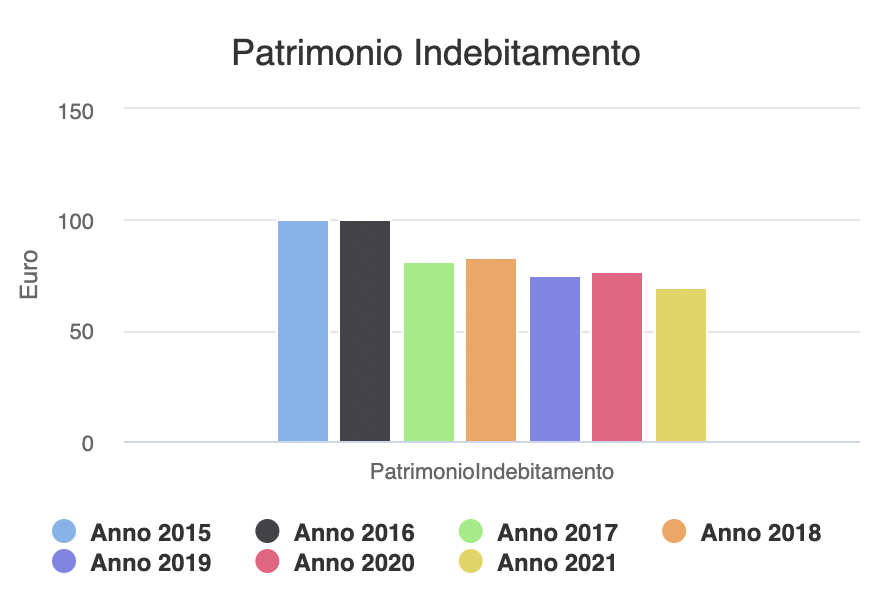 Patrimonio Indebitamento
150
100
50
0
Euro
PatrimonioIndebitamento
Anno 2015 Anno 2016 Anno 2017 Anno 2018
Anno 2019 Anno 2020 Anno 2021